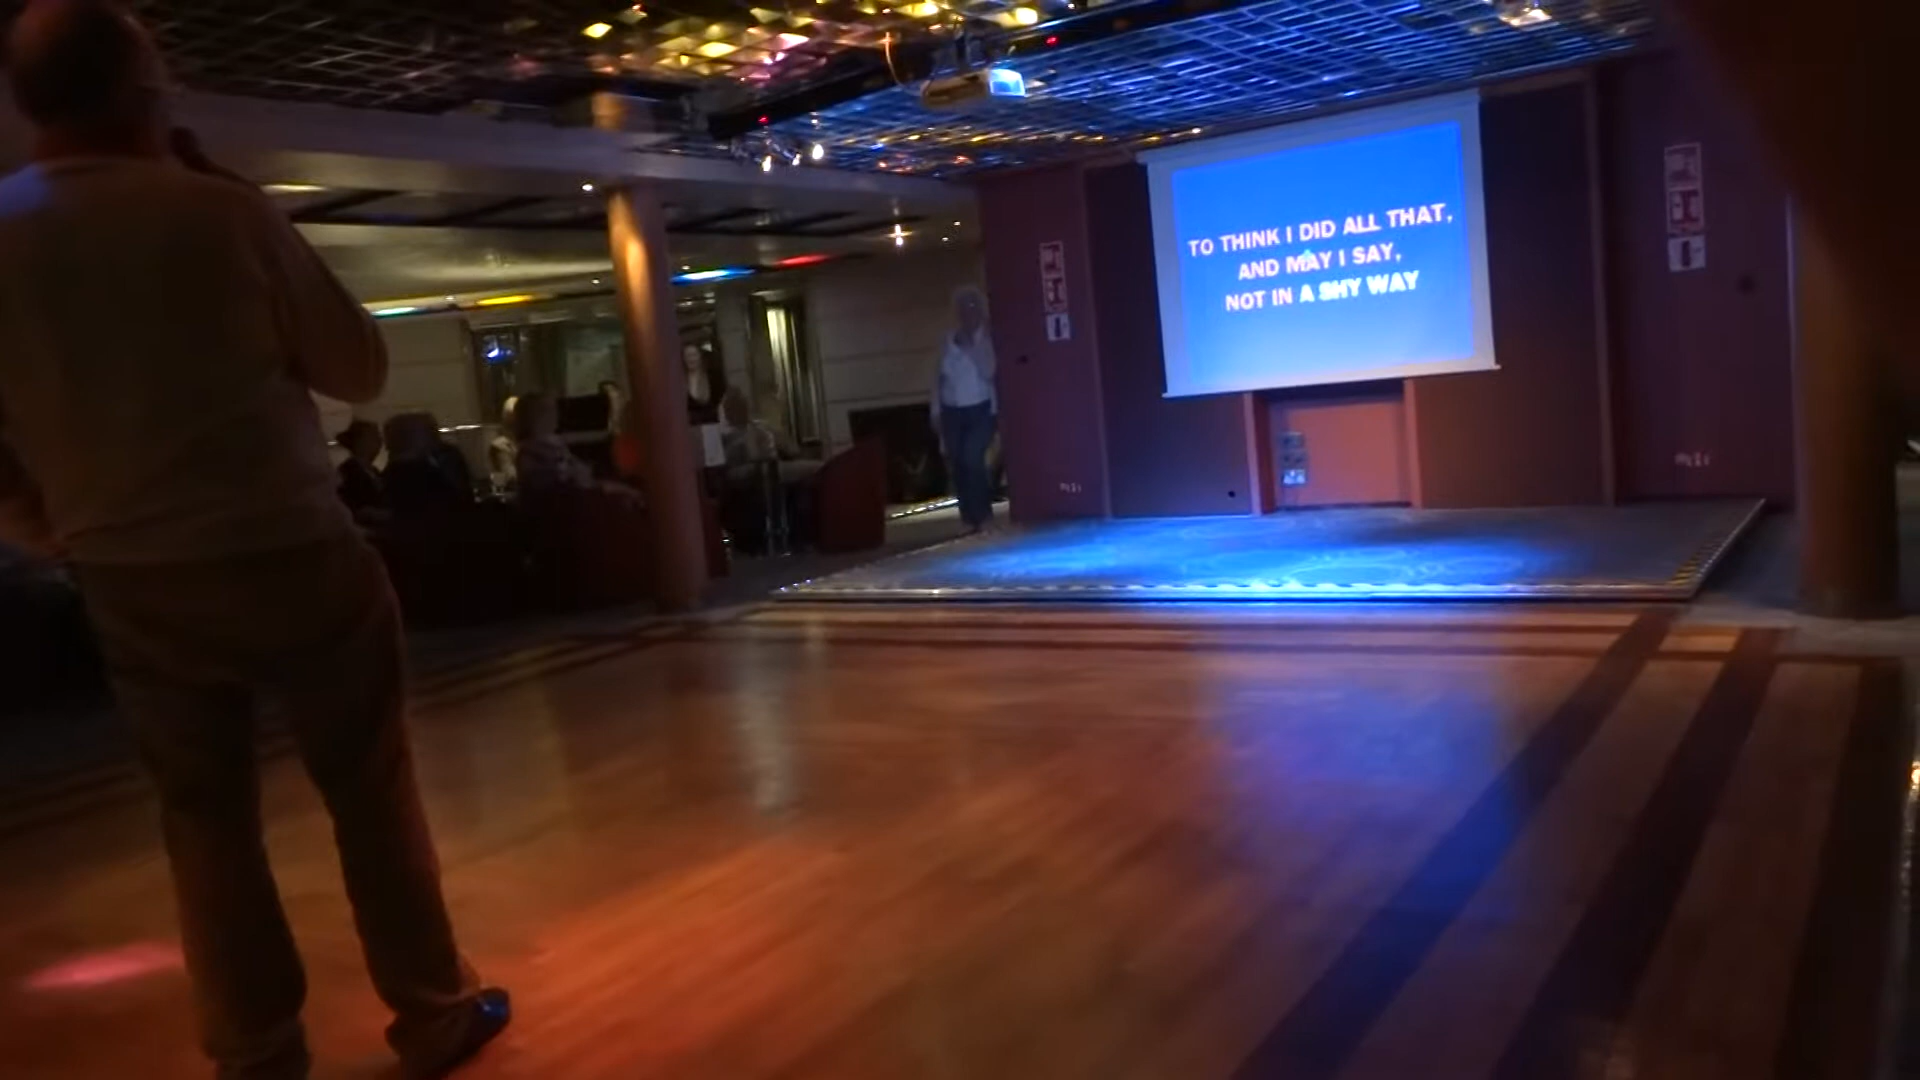 TO THINK I DID ALL THAT,
AND MAY I SAY,
NOT IN A SHY WAY